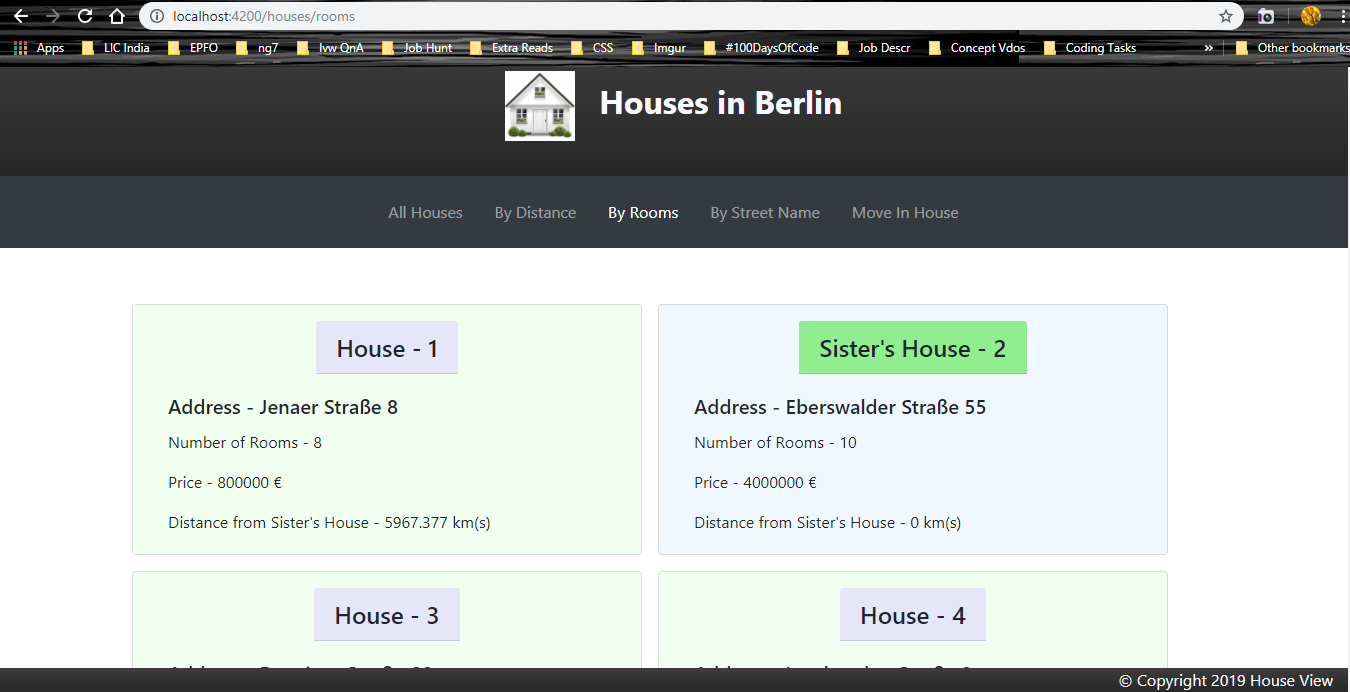 localhost:4200/houses/rooms
Apps LIC India EPFO ng7 Ivw QnA Job Hunt Extra Reads CSS Imgur #100DaysOfCode Job Descr Concept Vdos Coding Tasks » Other bookmarks
Houses in Berlin
All Houses By Distance By Rooms By Street Name Move In House
House - 1
Address - Jenaer Straße 8
Number of Rooms - 8
Price - 800000 €
Distance from Sister's House - 5967.377 km(s)
Sister's House - 2
Address - Eberswalder Straße 55
Number of Rooms - 10
Price - 4000000 €
Distance from Sister's House - 0 km(s)
House - 3
House - 4
© Copyright 2019 House View